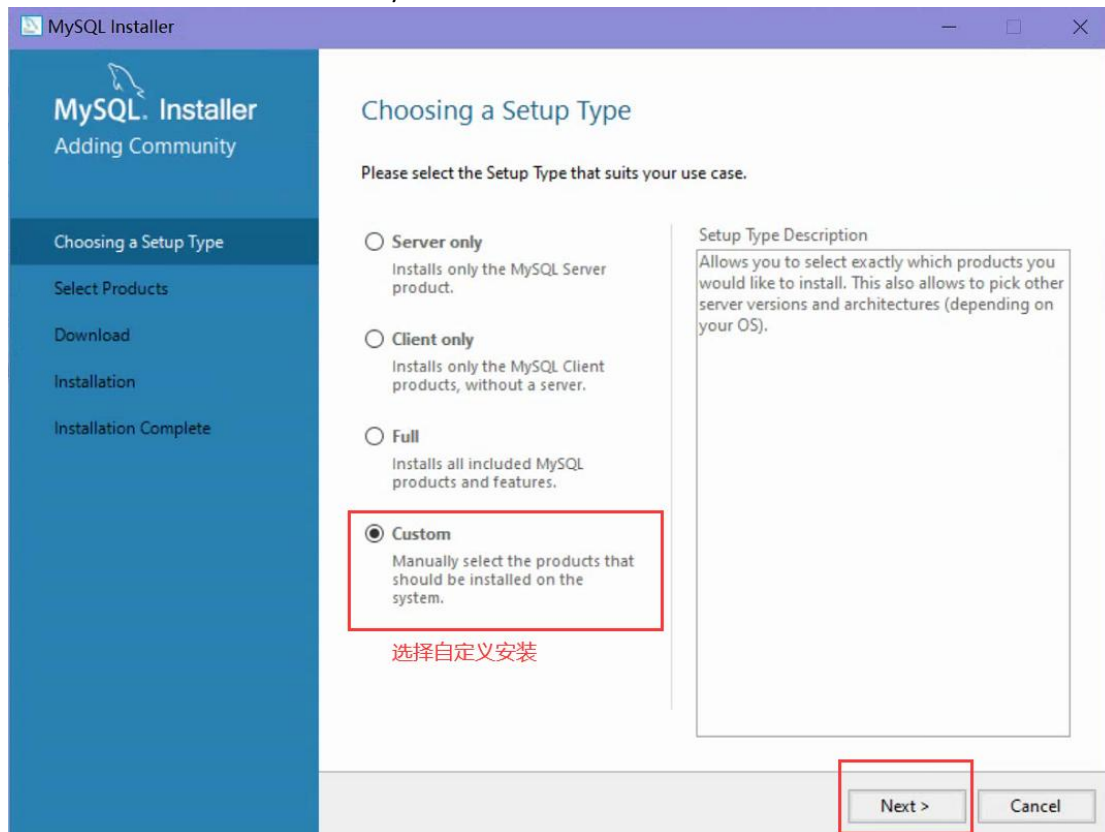 MySQL Installer
MySQL. Installer
Adding Community
Choosing a Setup Type
Select Products
Download
Installation
Installation Complete
Choosing a Setup Type
Please select the Setup Type that suits your use case.
Server only
Installs only the MySQL Server
product.
Client only
Installs only the MySQL Client
products, without a server.
Full
Installs all included MySQL
products and features.
Custom
Manually select the products that
should be installed on the
system.
选择自定义安装
Setup Type Description
Allows you to select exactly which products you
would like to install. This also allows to pick other
server versions and architectures (depending on
your OS).
Next >
Cancel